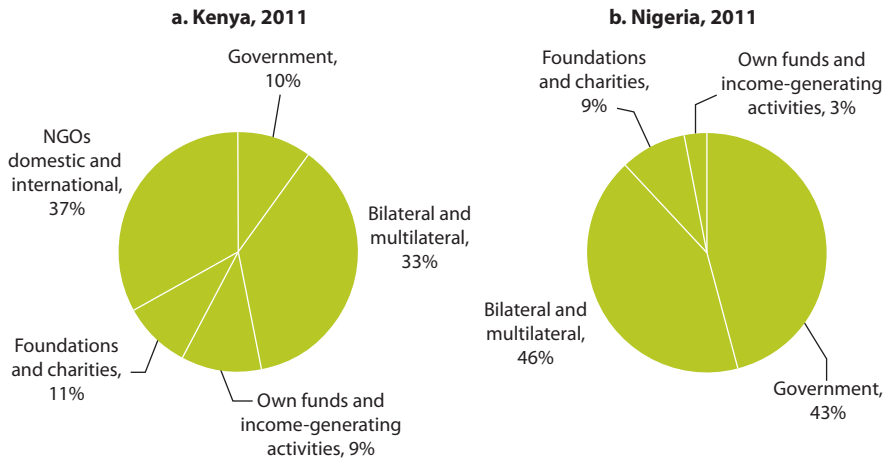 a. Kenya, 2011
Government,
10%
NGOs
domestic and
international,
37%
Bilateral and
multilateral,
33%
Foundations
and charities,
11%
Own funds and
income-generating
activities, 9%
b. Nigeria, 2011
Foundations
and charities,
9%
Own funds and
income-generating
activities, 3%
Bilateral and
multilateral,
46%
Government,
43%